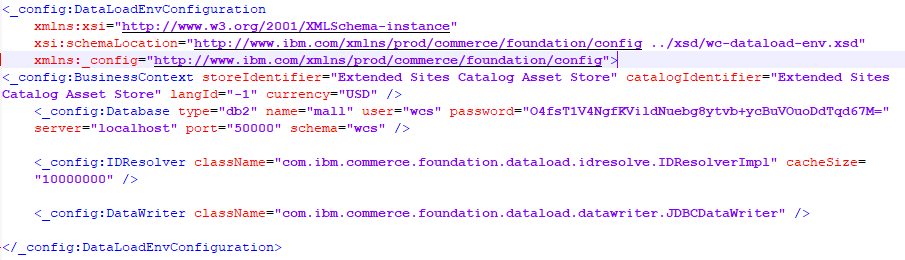 <_config:DataLoadEnvConfiguration
xmlns:xsi="http://www.w3.org/2001/XMLSchema-instance"
xsi:schemaLocation="http://www.ibm.com/xmlns/prod/commerce/foundation/config ../xsd/wc-dataload-env.xsd"
xmlns:_config="http://www.ibm.com/xmlns/prod/commerce/foundation/config">
<_config:BusinessContext storeIdentifier="Extended Sites Catalog Asset Store" catalogIdentifier="Extended Sites
Catalog Asset Store" langId="-1" currency="USD" />
<_config:Database type="db2" name="mall" user="wcs" password="O4fsT1V4NgfKVildNuebg8ytvb+ycBuVOuoDdTqd67M="
server="localhost" port="50000" schema="wcs" />
<_config:IDResolver className="com.ibm.commerce.foundation.dataload.idresolve.IDResolverImpl" cacheSize=
"10000000" />
<_config:DataWriter className="com.ibm.commerce.foundation.dataload.datawriter.JDBCDataWriter" />
</_config:DataLoadEnvConfiguration>